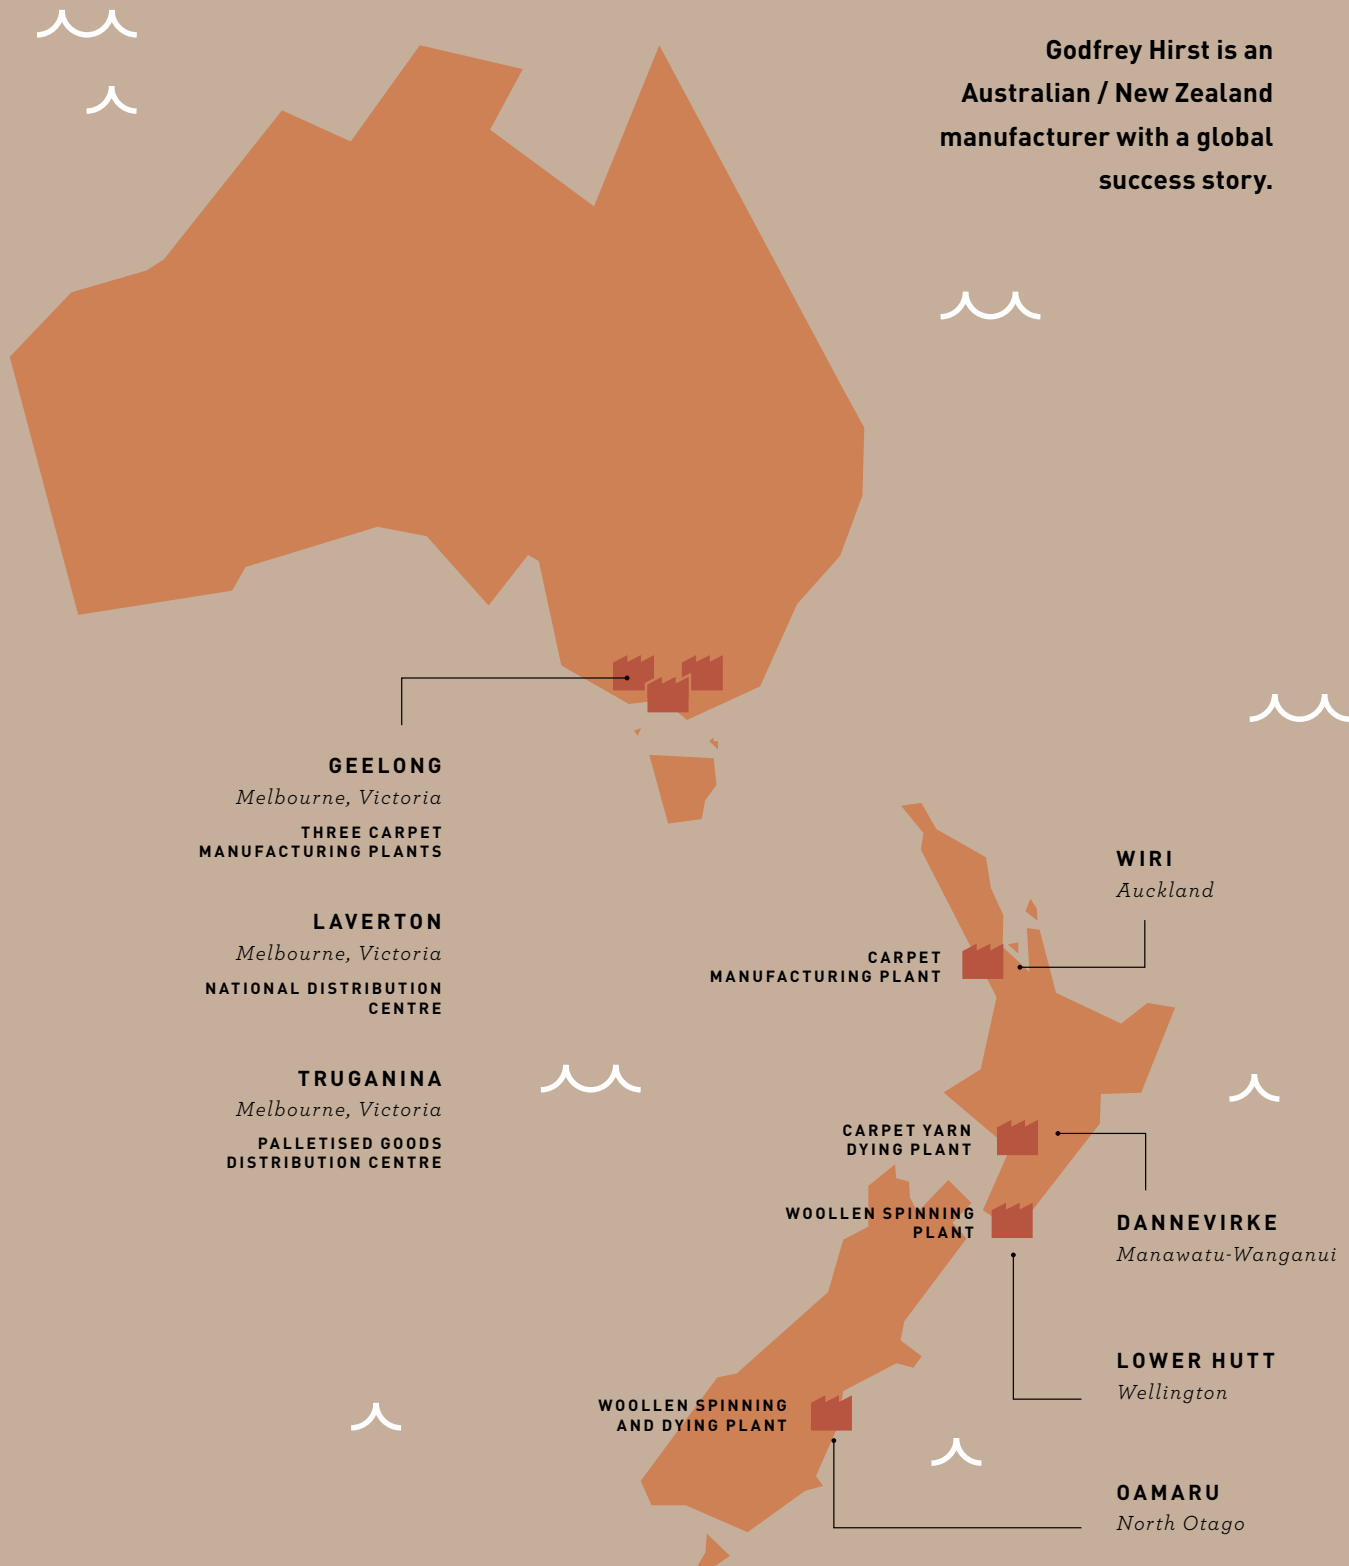 Godfrey Hirst is an
Australian / New Zealand
manufacturer with a global
success story.
GEELONG
Melbourne, Victoria
THREE CARPET
MANUFACTURING PLANTS
LAVERTON
Melbourne, Victoria
NATIONAL DISTRIBUTION
CENTRE
TRUGANINA
Melbourne, Victoria
PALLETISED GOODS
DISTRIBUTION CENTRE
WIRI
Auckland
CARPET
MANUFACTURING PLANT
CARPET YARN
DYING PLANT
DANNEVIRKE
Manawatu-Wanganui
WOOLLEN SPINNING
PLANT
LOWER HUTT
Wellington
WOOLLEN SPINNING
AND DYING PLANT
OAMARU
North Otago